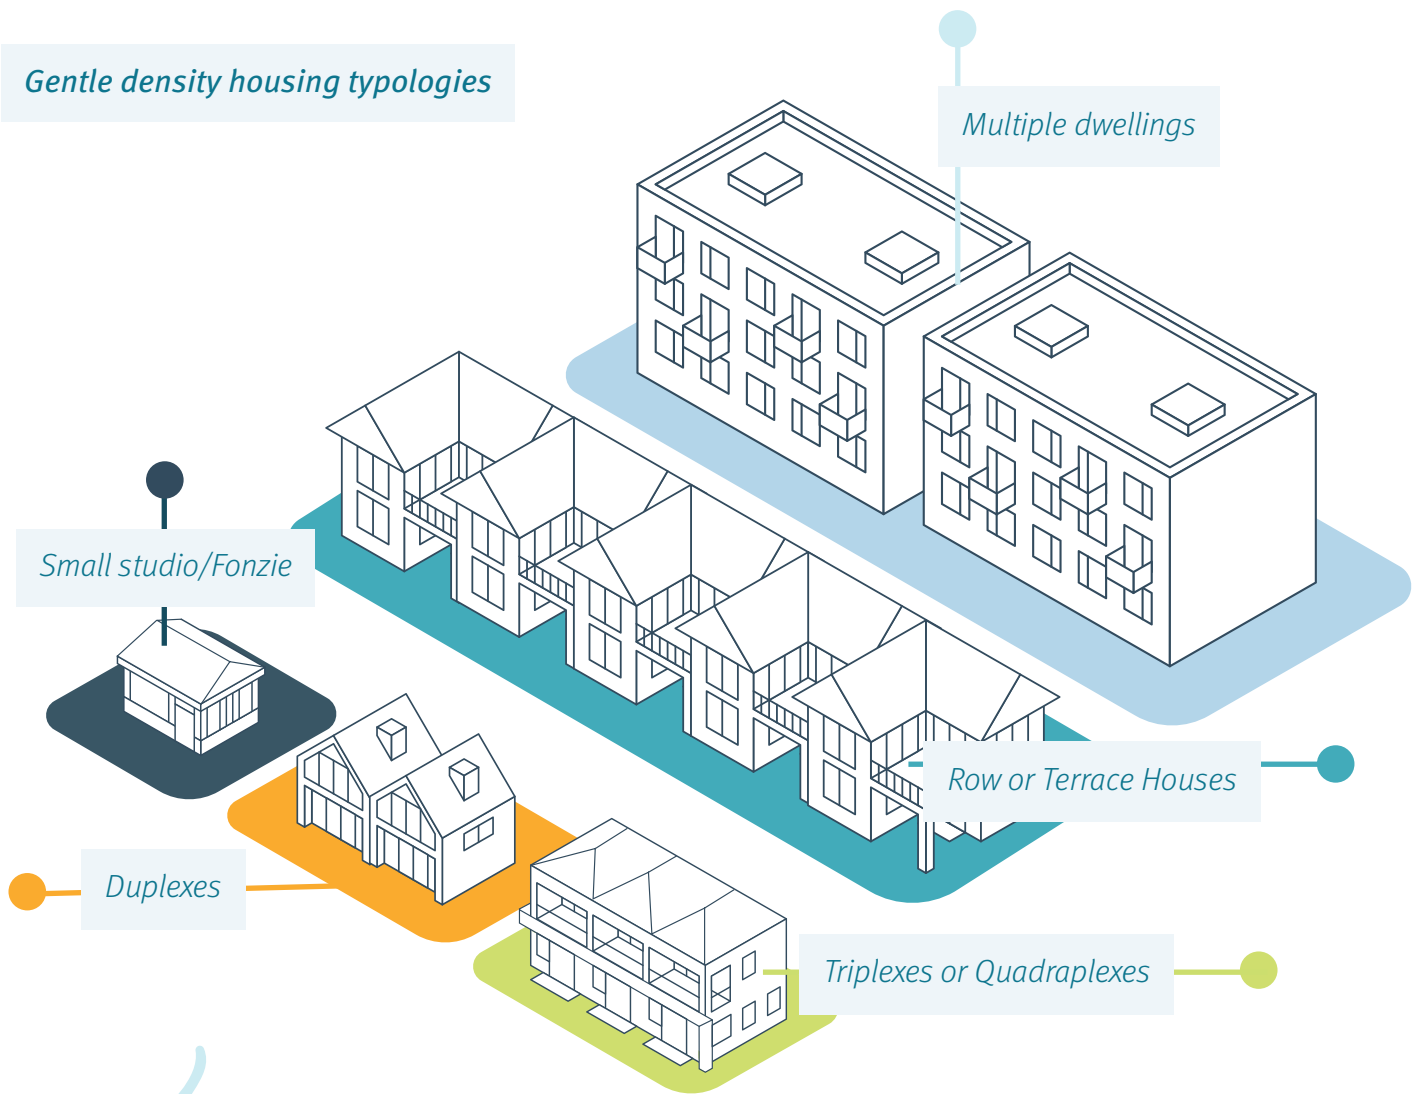 Gentle density housing typologies
Multiple dwellings
Small studio/Fonzie
Row or Terrace Houses
Duplexes
Triplexes or Quadraplexes